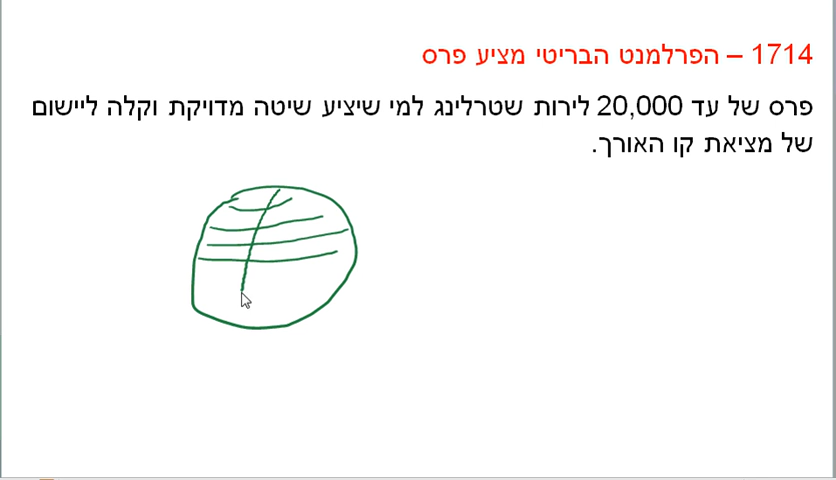 1714 – הפרלמנט הבריטי מציע פרס
פרס של עד 20,000 לירות שטרלינג למי שיציע שיטה מדויקת וקלה ליישום
של מציאת קו האורך.